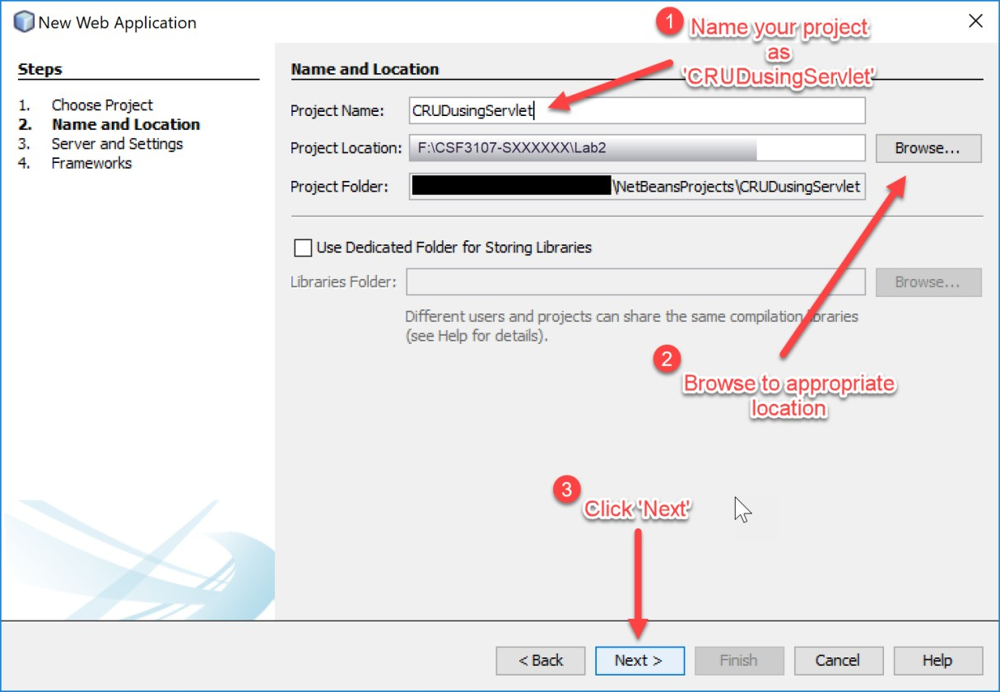 New Web Application
1
Name your project
as
'CRUDusingServlet'
Steps
1. Choose Project
2. Name and Location
3. Server and Settings
4. Frameworks
Name and Location
Project Name: CRUDusingServlet
Project Location: F:\CSF3107-SXXXXXX\Lab2 Browse...
Project Folder: \NetBeansProjects\CRUDusingServlet
Use Dedicated Folder for Storing Libraries
Libraries Folder: Browse...
Different users and projects can share the same compilation libraries
(see Help for details).
2
Browse to appropriate
location
3
Click 'Next'
< Back Next > Finish Cancel Help